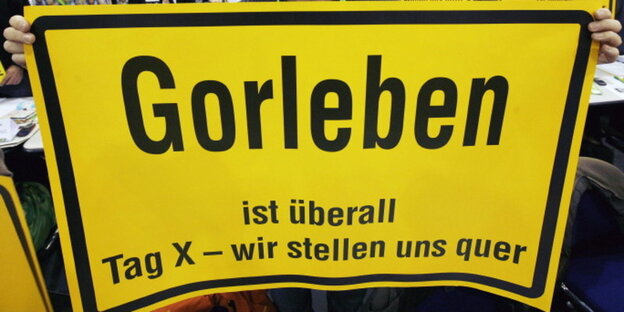 Gorleben
ist überall
Tag X – wir stellen uns quer